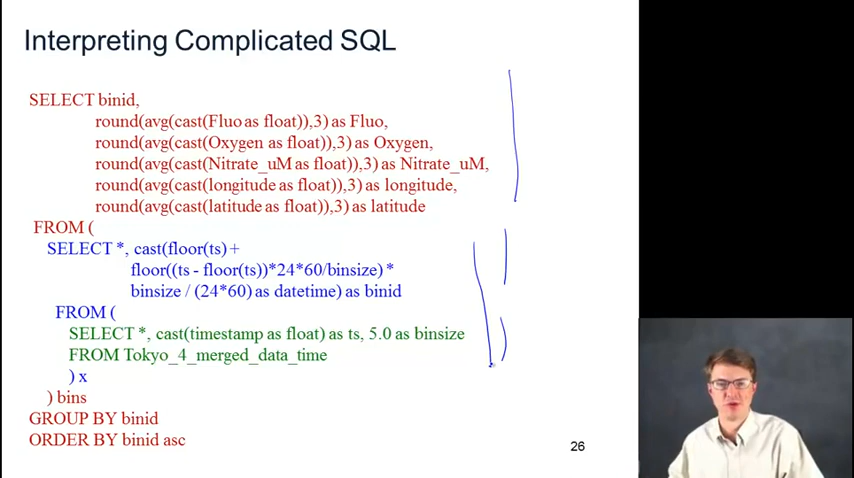 Interpreting Complicated SQL
SELECT binid,
round(avg(cast(Fluo as float)),3) as Fluo,
round(avg(cast(Oxygen as float)),3) as Oxygen,
round(avg(cast(Nitrate_uM as float)),3) as Nitrate_uM,
round(avg(cast(longitude as float)),3) as longitude,
round(avg(cast(latitude as float)),3) as latitude
FROM (
SELECT *, cast(floor(ts) +
floor((ts - floor(ts))*24*60/binsize) *
binsize / (24*60) as datetime) as binid
FROM (
SELECT *, cast(timestamp as float) as ts, 5.0 as binsize
FROM Tokyo_4_merged_data_time
) x
) bins
GROUP BY binid
ORDER BY binid asc
26